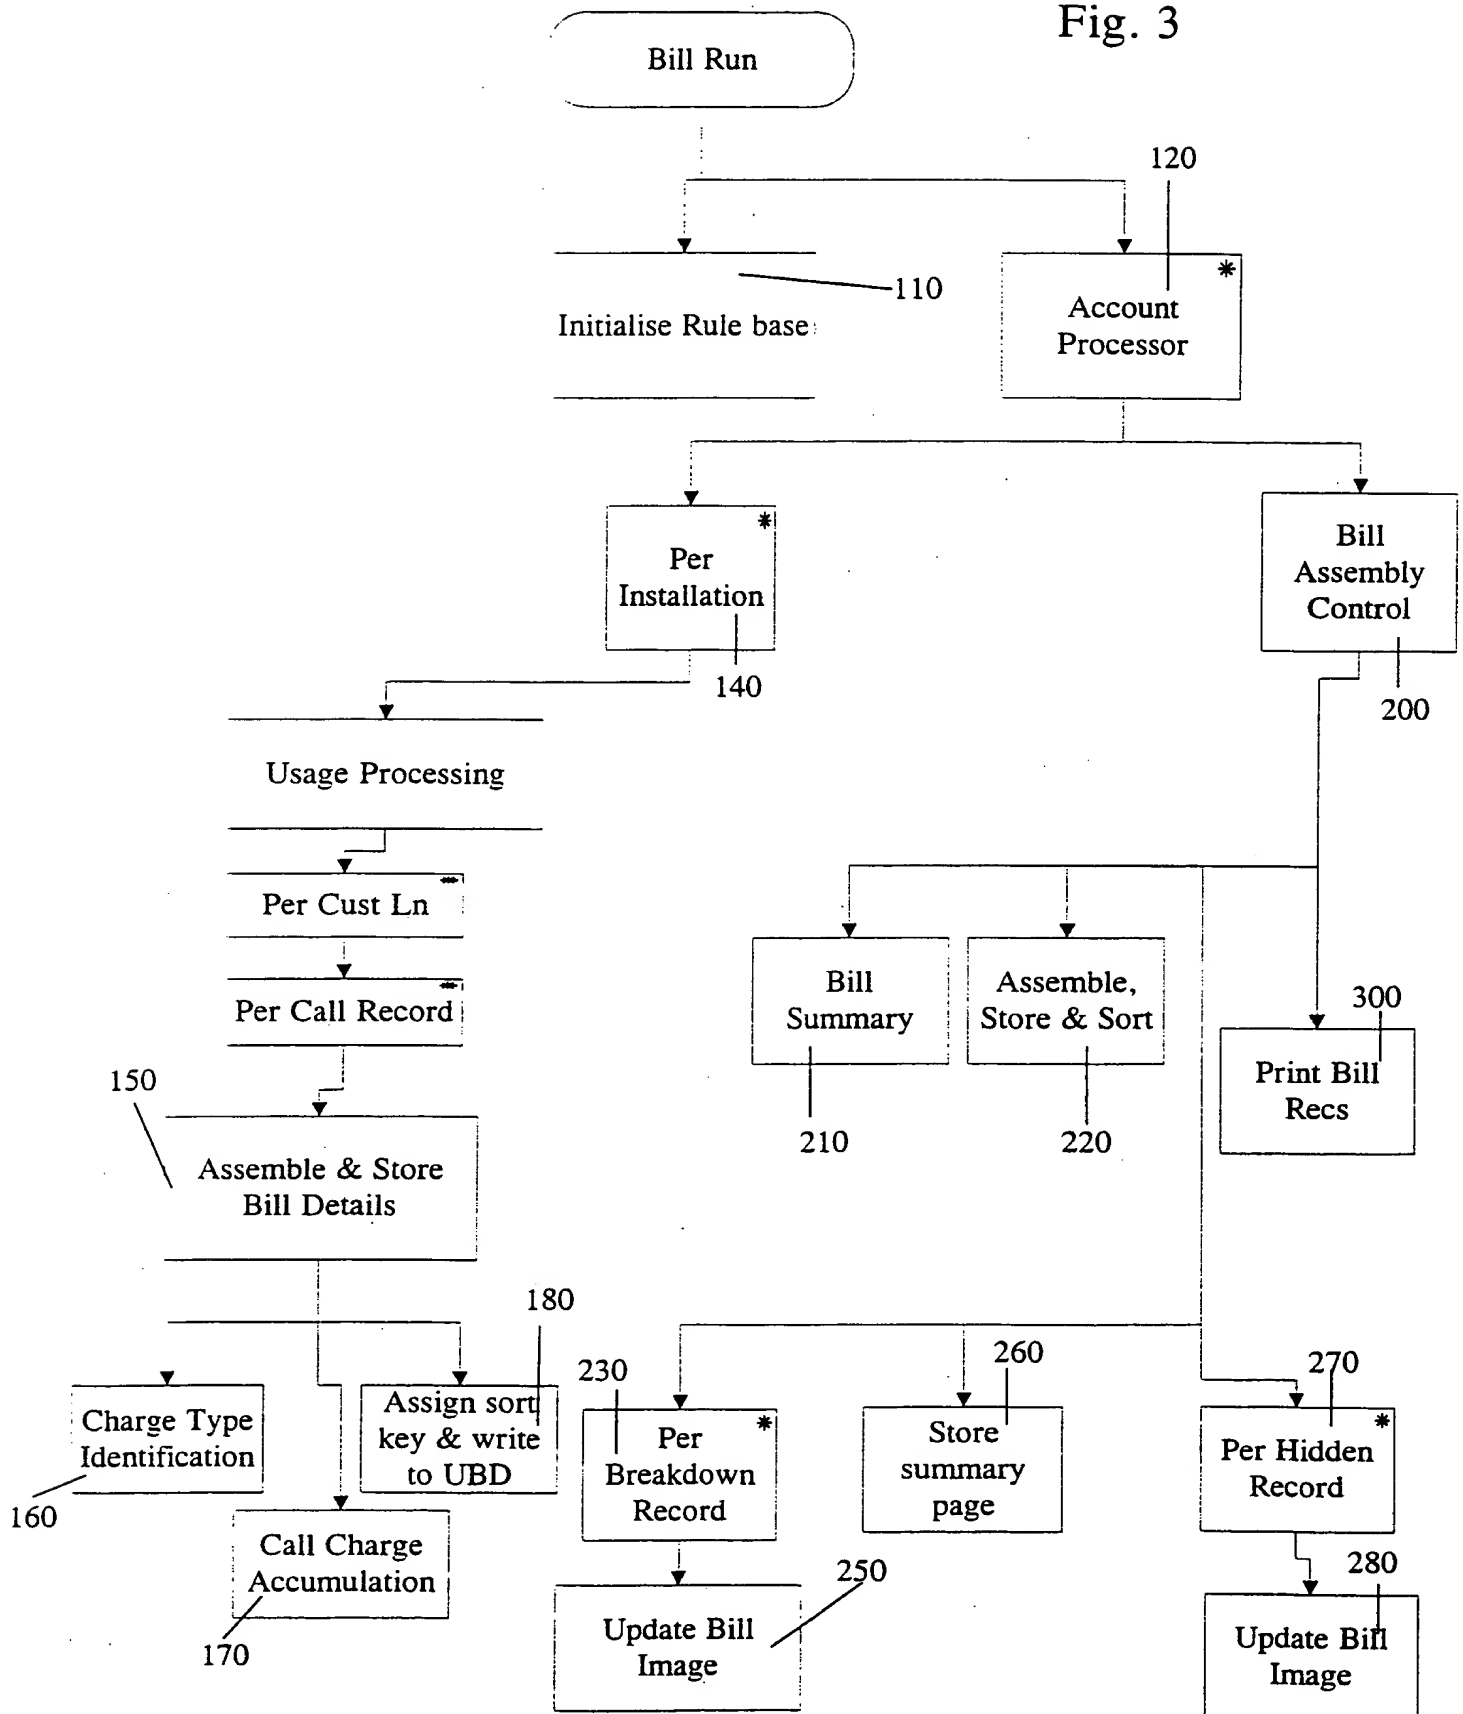 Fig. 3
Bill Run
120
110
Initialise Rule base
*
Account
Processor
*
Per
Installation
140
Bill
Assembly
Control
200
Usage Processing
*
Per Cust Ln
*
Per Call Record
150
Assemble & Store
Bill Details
Bill
Summary
210
Assemble,
Store & Sort
220
300
Print Bill
Recs
180
Charge Type
Identification
160
Assign sort
key & write
to UBD
Call Charge
Accumulation
170
230
*
Per
Breakdown
Record
260
Store
summary
page
270
*
Per Hidden
Record
250
Update Bill
Image
280
Update Bill
Image